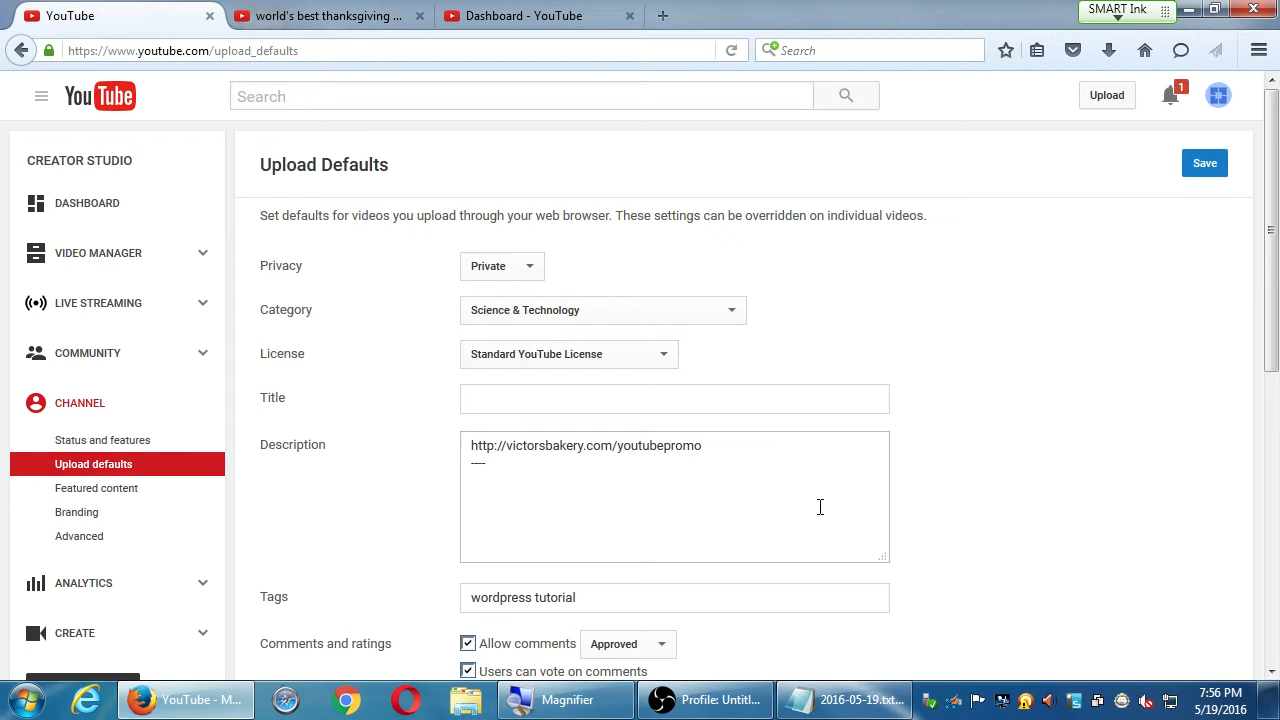 YouTube
world's best thanksgiving ...
Dashboard - YouTube
SMART Ink
https://www.youtube.com/upload_defaults
Search
YouTube
Search
Upload
1
CREATOR STUDIO
DASHBOARD
VIDEO MANAGER
LIVE STREAMING
COMMUNITY
CHANNEL
Status and features
Upload defaults
Featured content
Branding
Advanced
ANALYTICS
CREATE
Upload Defaults
Save
Set defaults for videos you upload through your web browser. These settings can be overridden on individual videos.
Privacy
Private
Category
Science & Technology
License
Standard YouTube License
Title
Description
http://victorsbakery.com/youtubepromo
----
Tags
wordpress tutorial
Comments and ratings
Allow comments
Approved
Users can vote on comments
YouTube - M...
Magnifier
Profile: Untitl...
2016-05-19.txt...
7:56 PM
5/19/2016